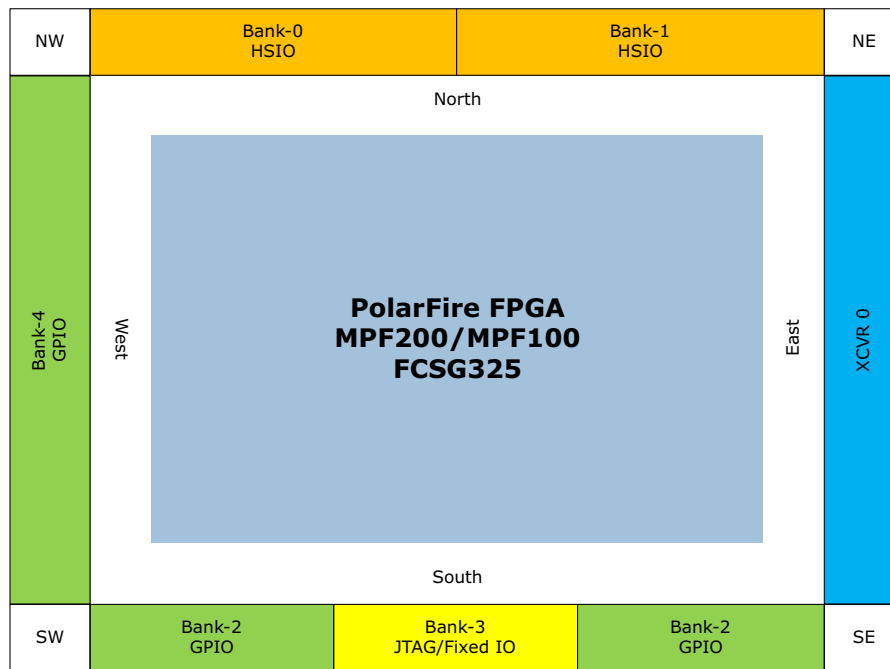 NW
Bank-0
HSIO
Bank-1
HSIO
NE
North
Bank-4
GPIO
West
PolarFire FPGA
MPF200/MPF100
FCSG325
East
XCVR 0
South
SW
Bank-2
GPIO
Bank-3
JTAG/Fixed IO
Bank-2
GPIO
SE